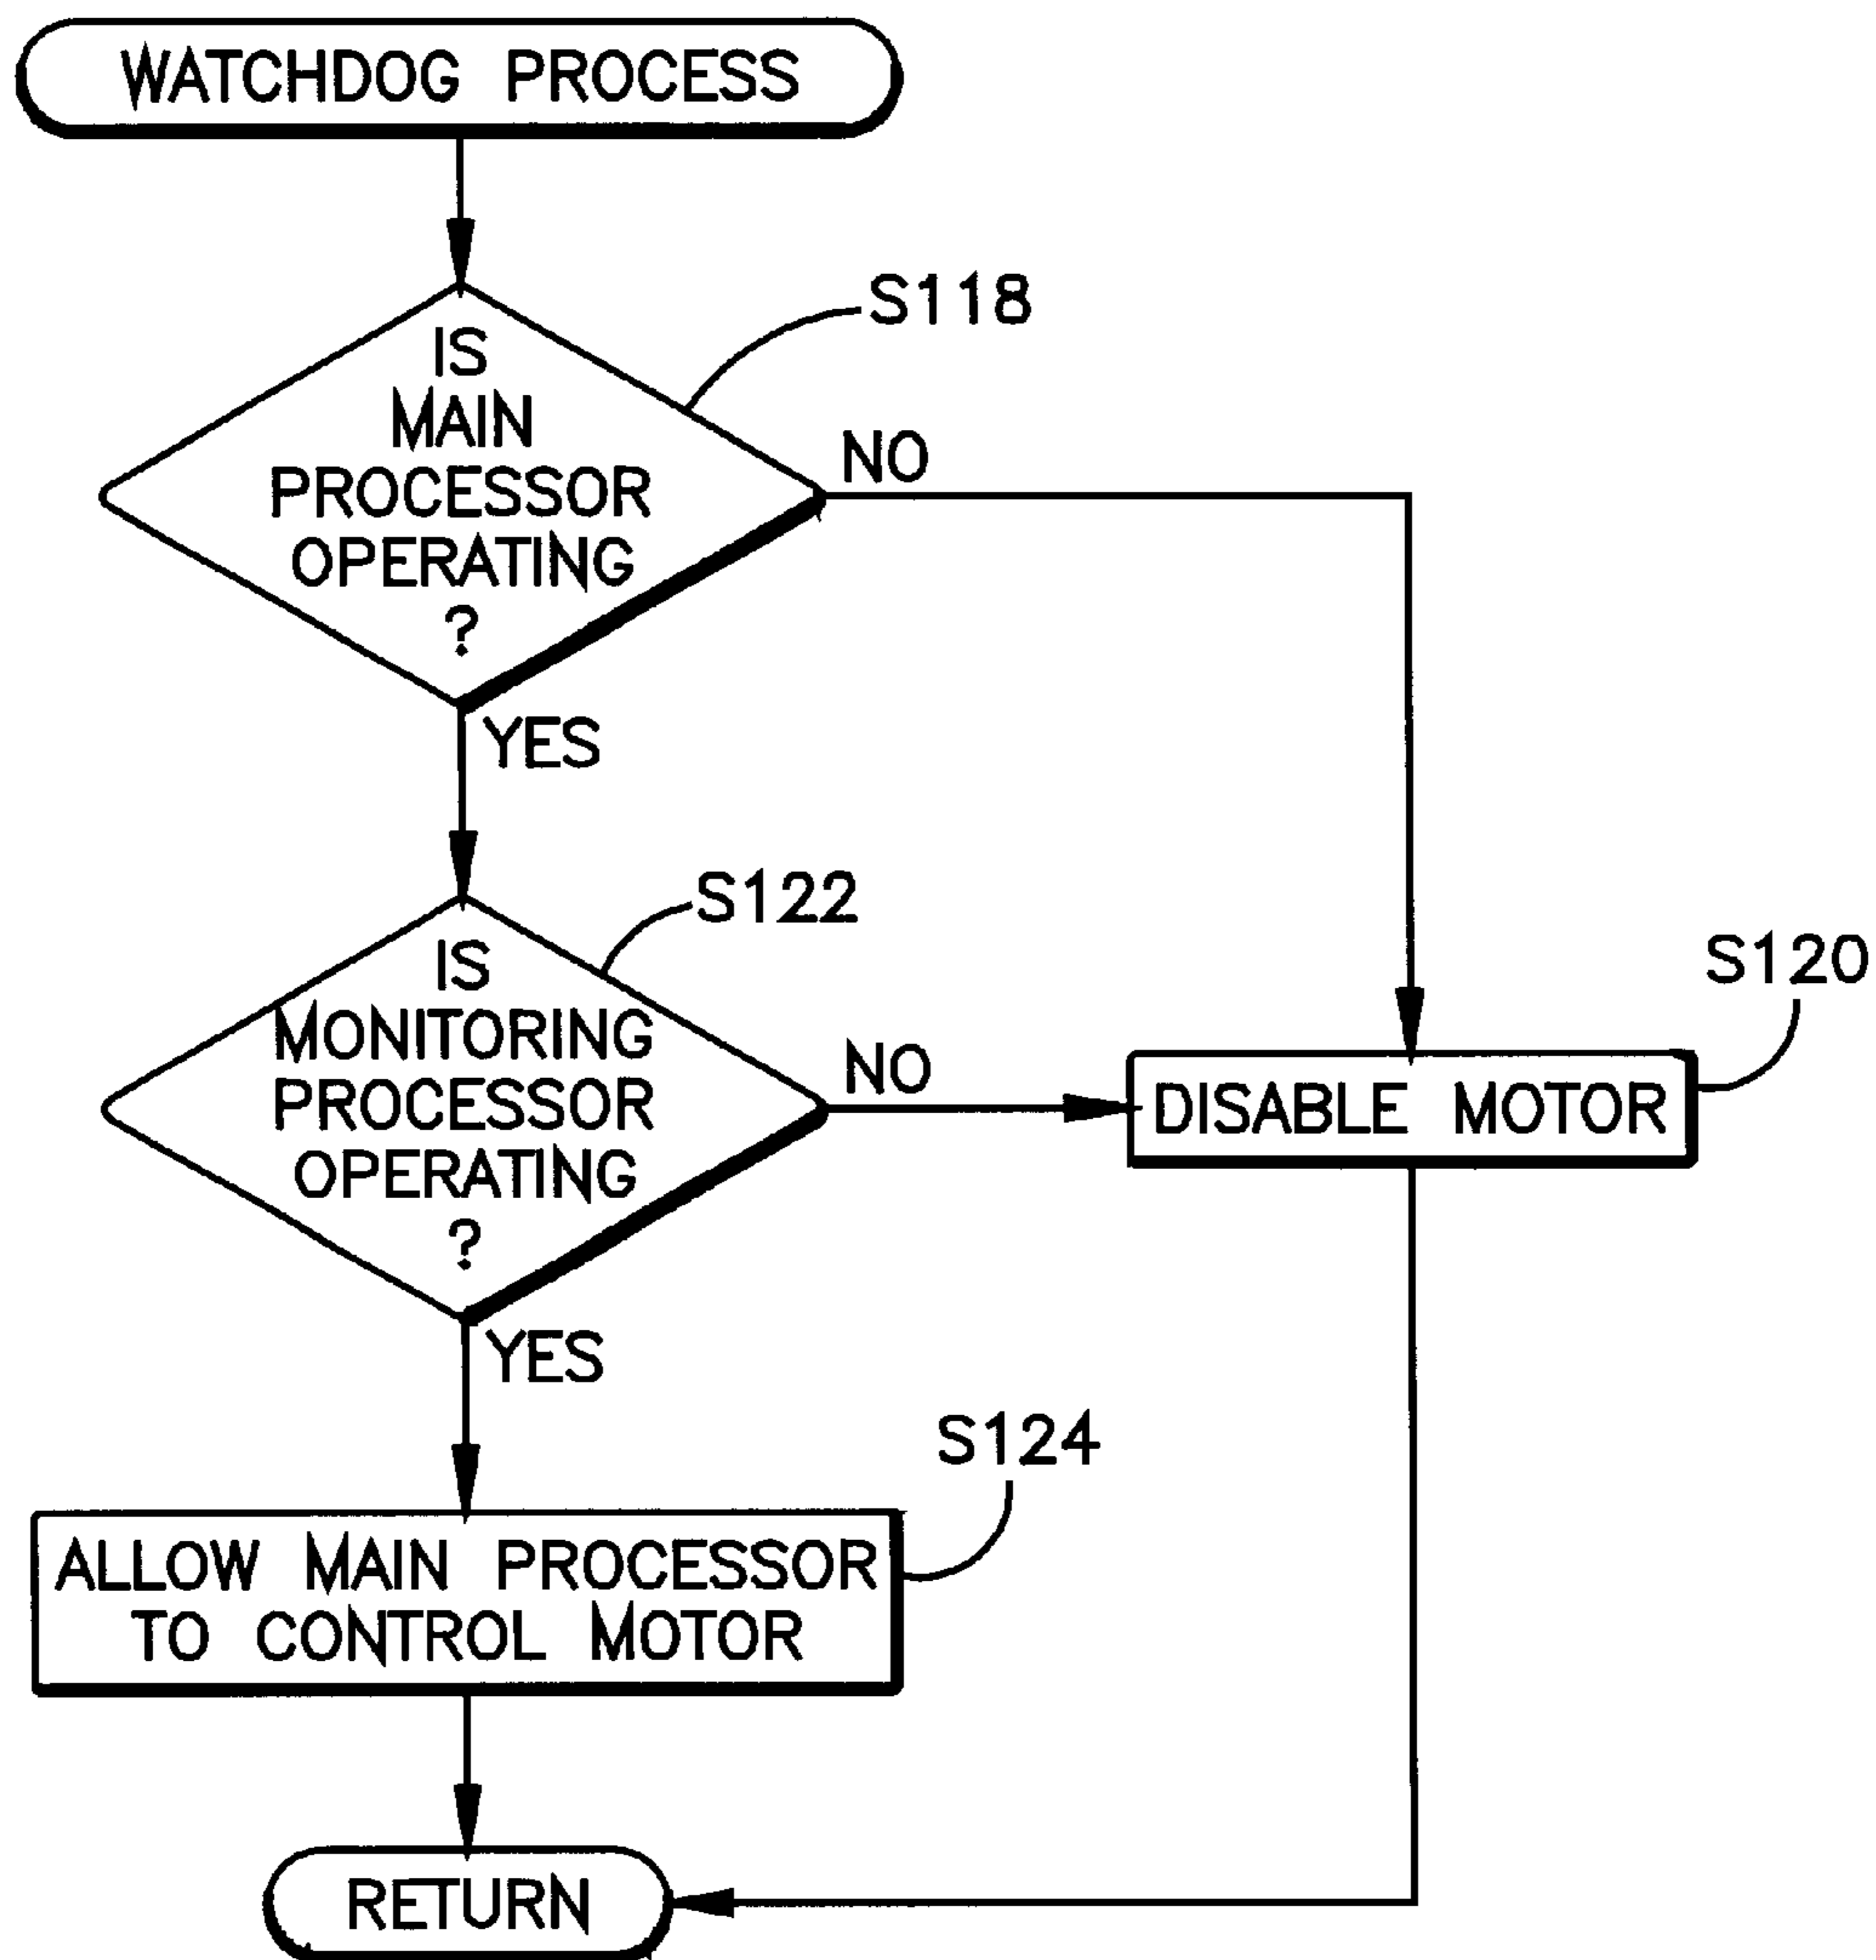 WATCHDOG PROCESS
S118
IS
MAIN
PROCESSOR
OPERATING
?
NO
YES
S122
IS
MONITORING
PROCESSOR
OPERATING
?
NO
S120
DISABLE MOTOR
YES
S124
ALLOW MAIN PROCESSOR
TO CONTROL MOTOR
RETURN